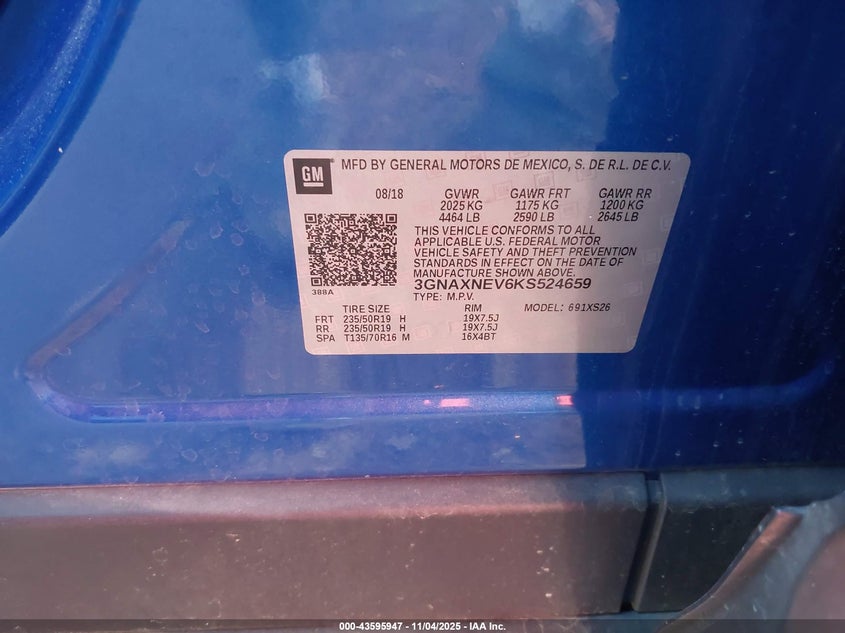 GM
MFD BY GENERAL MOTORS DE MEXICO, S. DE R.L. DE C.V.
08/18 GVWR GAWR FRT GAWR RR
2025 KG 1175 KG 1200 KG
4464 LB 2590 LB 2645 LB
THIS VEHICLE CONFORMS TO ALL
APPLICABLE U.S. FEDERAL MOTOR
VEHICLE SAFETY AND THEFT PREVENTION
STANDARDS IN EFFECT ON THE DATE OF
MANUFACTURE SHOWN ABOVE.
3GNAXNEV6KS524659
388A
TYPE: M.P.V. MODEL: 691XS26
TIRE SIZE RIM
FRT 235/50R19 H 19X7.5J
RR 235/50R19 H 19X7.5J
SPA T135/70R16 M 16X4BT
000-43595947 - 11/04/2025 - IAA Inc.